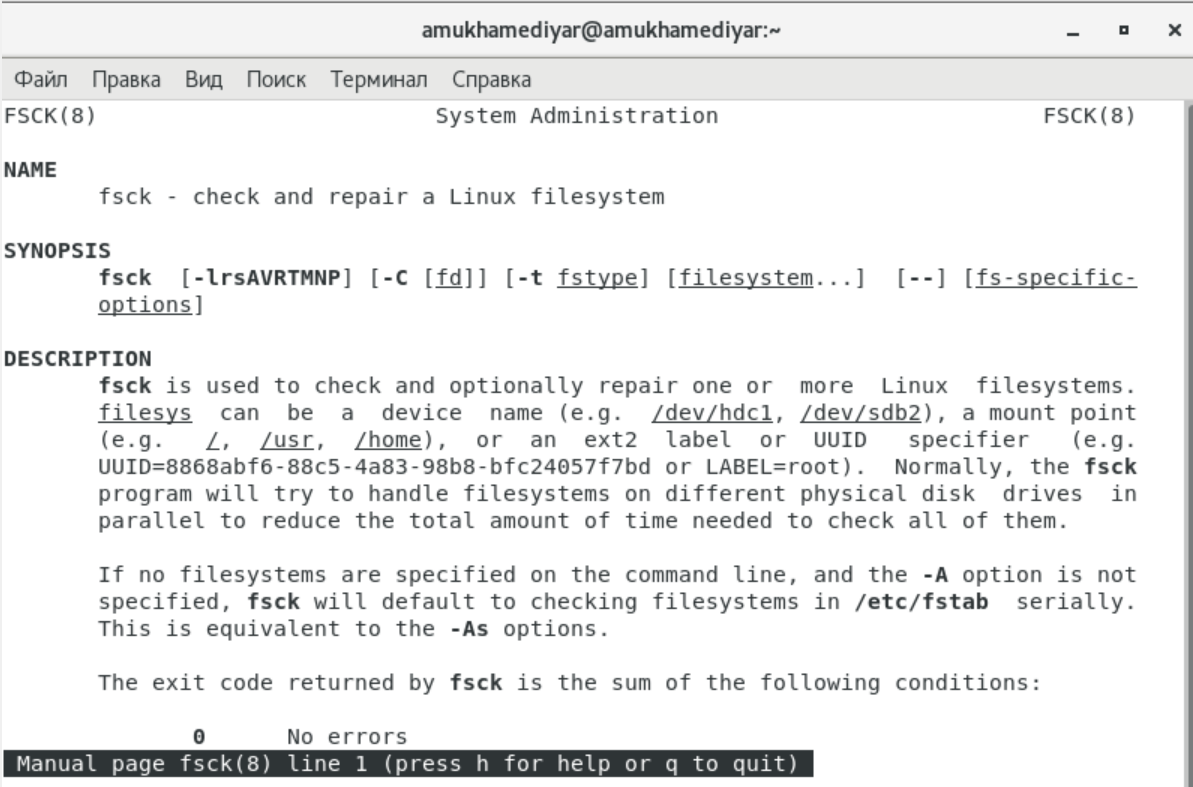 amukhamediyar@amukhamediyar:~
Файл Правка Вид Поиск Терминал Справка
FSCK(8) System Administration FSCK(8)
NAME
fsck - check and repair a Linux filesystem
SYNOPSIS
fsck [-lrsAVRTMNP] [-C [fd]] [-t fstype] [filesystem...] [--] [fs-specific-
options]
DESCRIPTION
fsck is used to check and optionally repair one or more Linux filesystems.
filesys can be a device name (e.g. /dev/hdc1, /dev/sdb2), a mount point
(e.g. /, /usr, /home), or an ext2 label or UUID specifier (e.g.
UUID=8868abf6-88c5-4a83-98b8-bfc24057f7bd or LABEL=root). Normally, the fsck
program will try to handle filesystems on different physical disk drives in
parallel to reduce the total amount of time needed to check all of them.
If no filesystems are specified on the command line, and the -A option is not
specified, fsck will default to checking filesystems in /etc/fstab serially.
This is equivalent to the -As options.
The exit code returned by fsck is the sum of the following conditions:
0 No errors
Manual page fsck(8) line 1 (press h for help or q to quit)